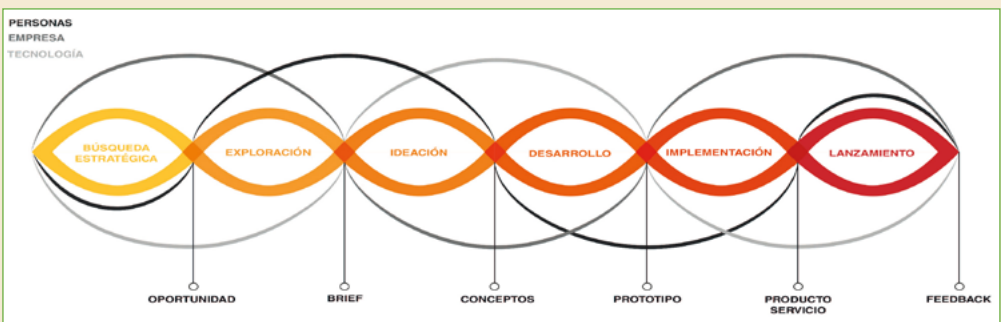 PERSONAS
EMPRESA
TECNOLOGÍA
BÚSQUEDA
ESTRATÉGICA
EXPLORACIÓN
IDEACIÓN
DESARROLLO
IMPLEMENTACIÓN
LANZAMIENTO
OPORTUNIDAD
BRIEF
CONCEPTOS
PROTOTIPO
PRODUCTO
SERVICIO
FEEDBACK